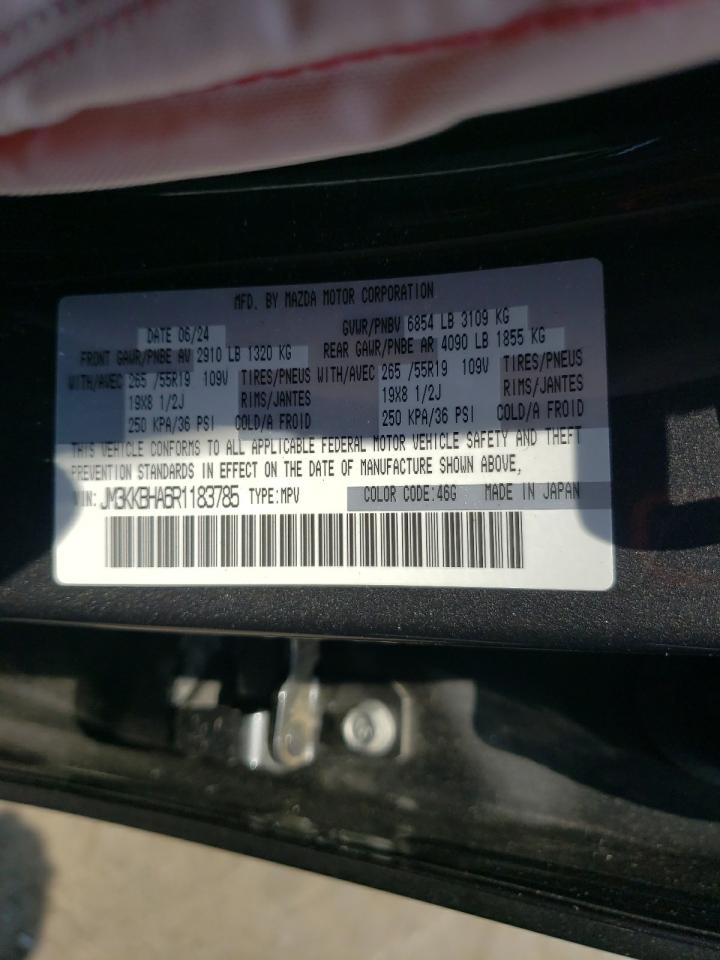 MFD. BY MAZDA MOTOR CORPORATION
DATE 06/24 GVWR/PNBV 6854 LB 3109 KG
FRONT GAWR/PNBE AV 2910 LB 1320 KG REAR GAWR/PNBE AR 4090 LB 1855 KG
WITH/AVEC 265 /55R19 109V TIRES/PNEUS WITH/AVEC 265 /55R19 109V TIRES/PNEUS
19X8 1/2J RIMS/JANTES 19X8 1/2J RIMS/JANTES
250 KPA/36 PSI COLD/A FROID 250 KPA/36 PSI COLD/A FROID
THIS VEHICLE CONFORMS TO ALL APPLICABLE FEDERAL MOTOR VEHICLE SAFETY AND THEFT
PREVENTION STANDARDS IN EFFECT ON THE DATE OF MANUFACTURE SHOWN ABOVE,
VIN: JM3KKBHA6R1183785 TYPE:MPV COLOR CODE:46G MADE IN JAPAN